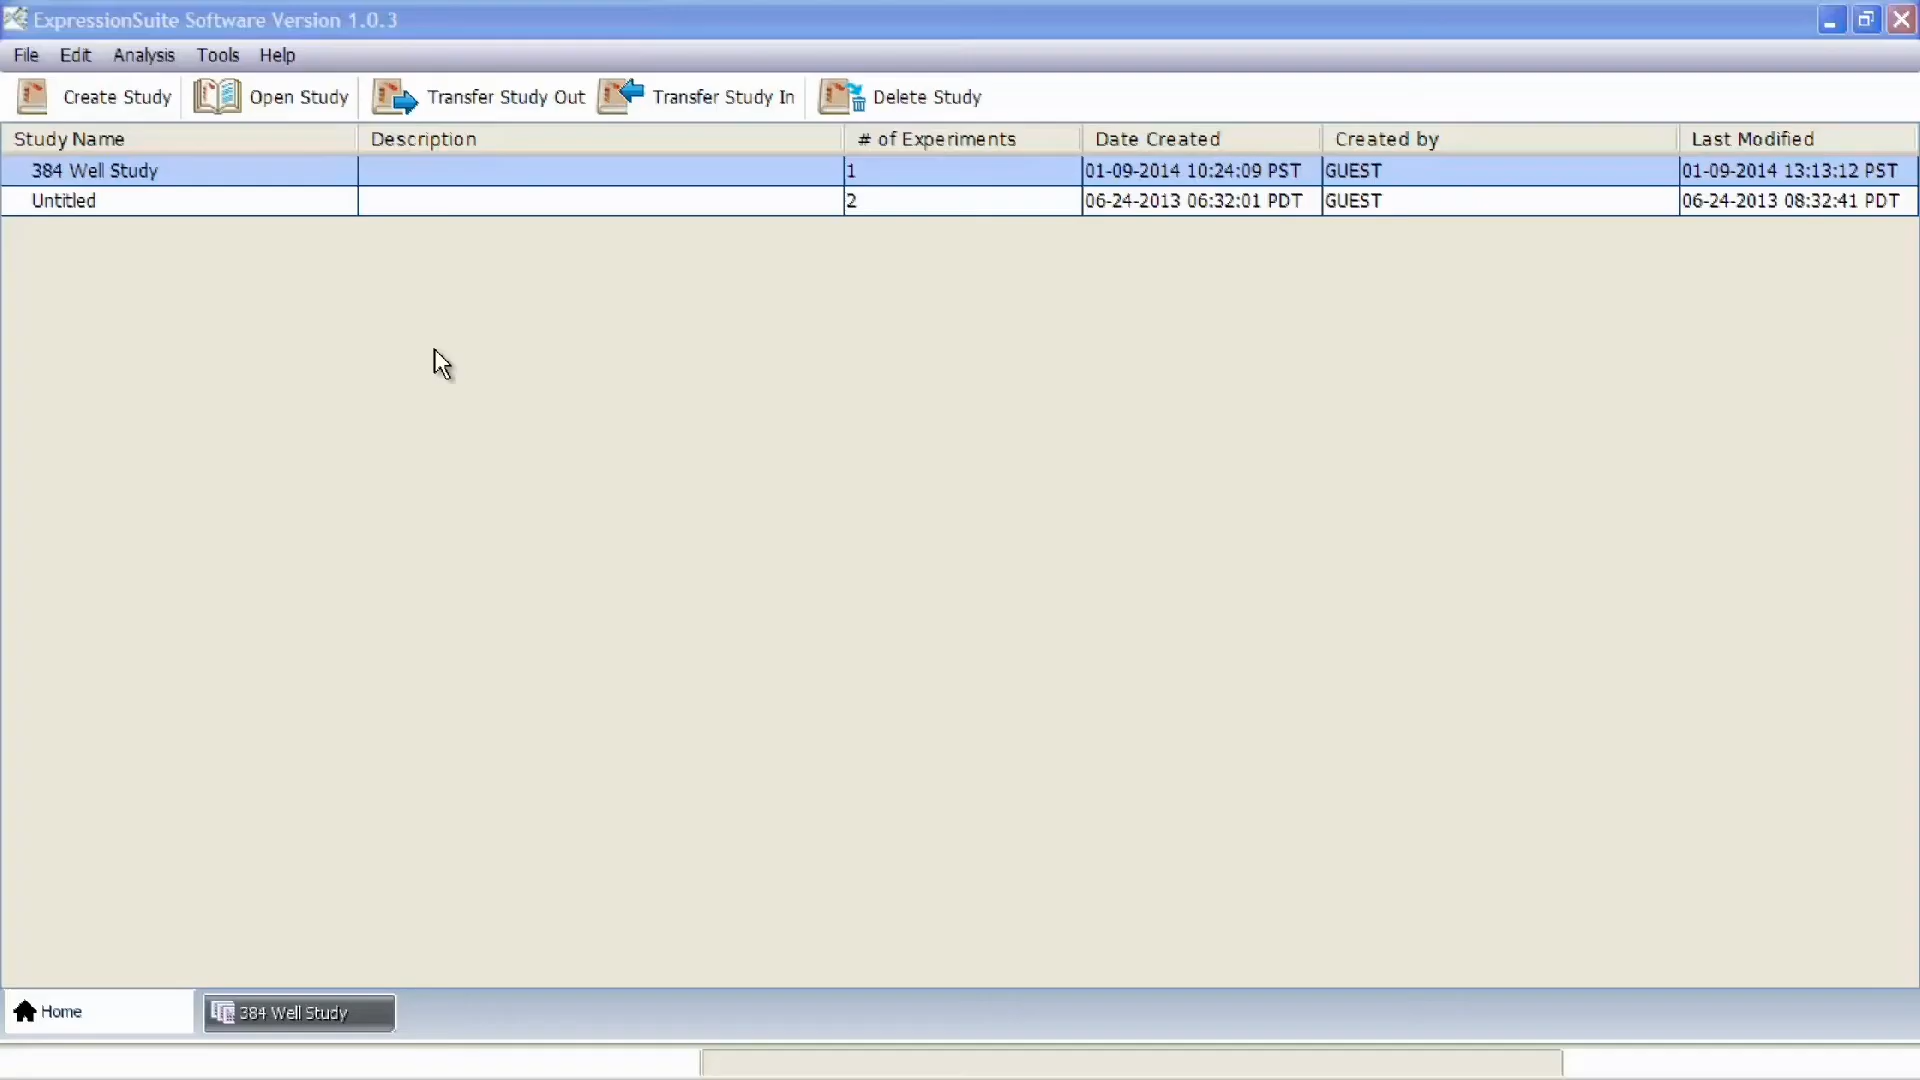 ExpressionSuite Software Version 1.0.3
File Edit Analysis Tools Help
Create Study Open Study Transfer Study Out Transfer Study In Delete Study
Study Name Description # of Experiments Date Created Created by Last Modified
384 Well Study 1 01-09-2014 10:24:09 PST GUEST 01-09-2014 13:13:12 PST
Untitled 2 06-24-2013 06:32:01 PDT GUEST 06-24-2013 08:32:41 PDT
Home 384 Well Study